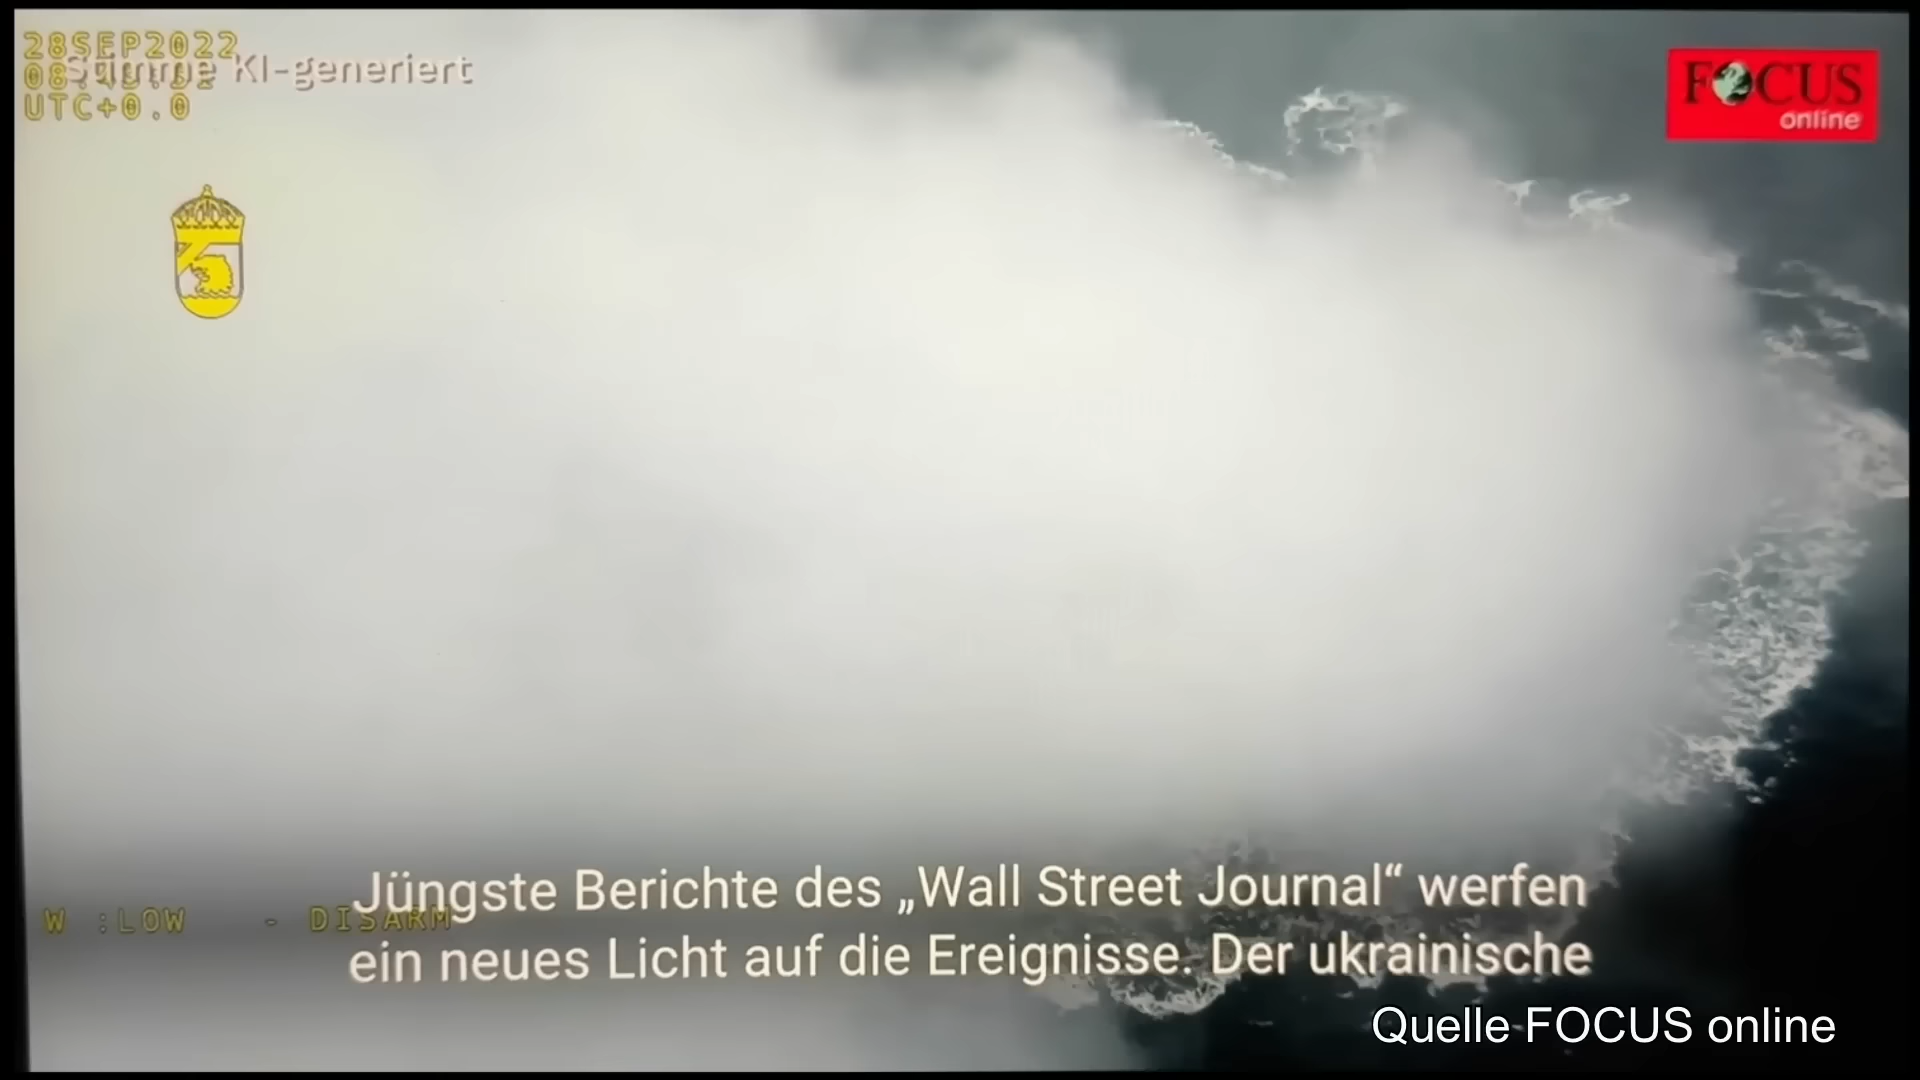 28SEP2022
Stimme KI-generiert
UTC+0.0
FOCUS
online
W :LOW - DISARM
Jüngste Berichte des „Wall Street Journal“ werfen
ein neues Licht auf die Ereignisse. Der ukrainische
Quelle FOCUS online